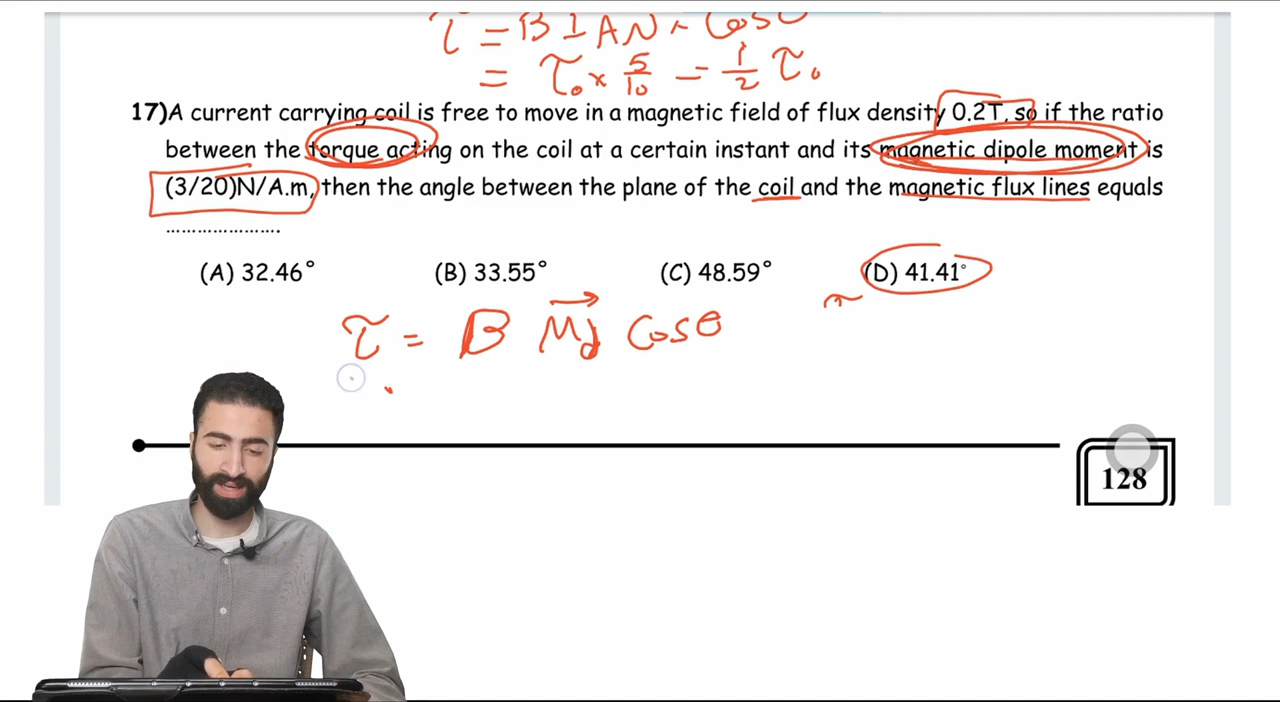 τ = B I A N × Cos θ
= τ₀ × 5/10 = 1/2 τ₀
17)A current carrying coil is free to move in a magnetic field of flux density 0.2T, so if the ratio
between the torque acting on the coil at a certain instant and its magnetic dipole moment is
(3/20)N/A.m, then the angle between the plane of the coil and the magnetic flux lines equals
......................
(A) 32.46° (B) 33.55° (C) 48.59° (D) 41.41°
τ = B Md Cosθ
128